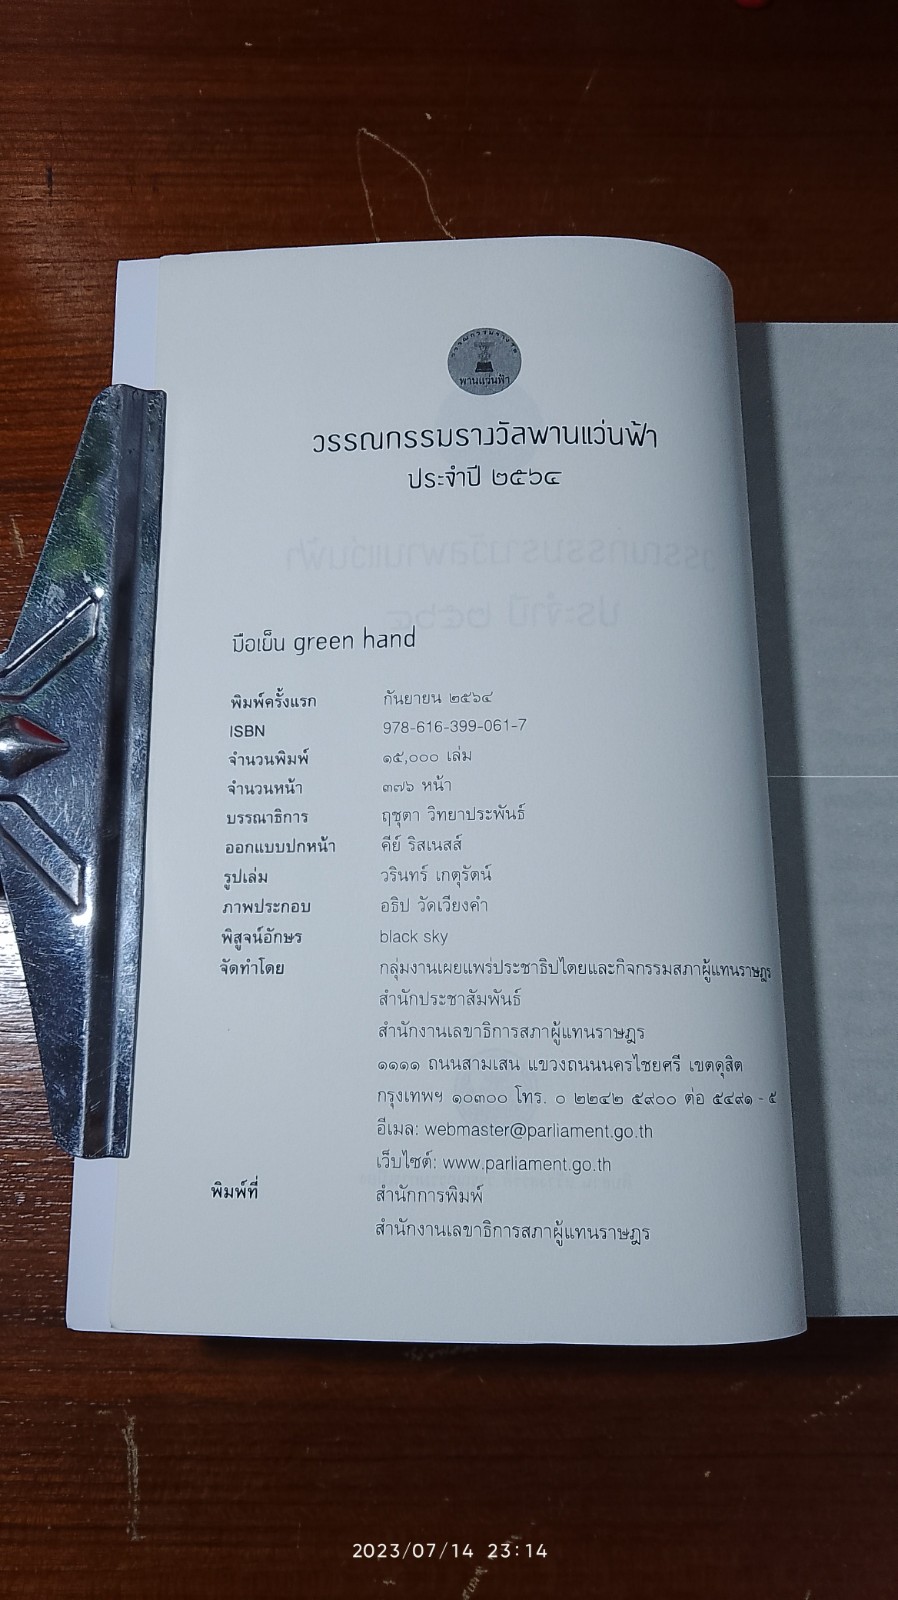 วรรณกรรมรางวัล
พานแว่นฟ้า
วรรณกรรมรางวัลพานแว่นฟ้า
ประจำปี ๒๕๖๔
มือเย็น green hand
พิมพ์ครั้งแรก กันยายน ๒๕๖๔
ISBN 978-616-399-061-7
จำนวนพิมพ์ ๑๕,๐๐๐ เล่ม
จำนวนหน้า ๓๗๖ หน้า
บรรณาธิการ ฤชุตา วิทยาประพันธ์
ออกแบบปกหน้า คีย์ ริสเนสส์
รูปเล่ม วรินทร์ เกตุรัตน์
ภาพประกอบ อธิป วัดเวียงคำ
พิสูจน์อักษร black sky
จัดทำโดย กลุ่มงานเผยแพร่ประชาธิปไตยและกิจกรรมสภาผู้แทนราษฎร
สำนักประชาสัมพันธ์
สำนักงานเลขาธิการสภาผู้แทนราษฎร
๑๑๑๑ ถนนสามเสน แขวงถนนนครไชยศรี เขตดุสิต
กรุงเทพฯ ๑๐๓๐๐ โทร. ๐ ๒๒๔๒ ๕๙๐๐ ต่อ ๕๔๙๑ - ๕
อีเมล: webmaster@parliament.go.th
เว็บไซต์: www.parliament.go.th
พิมพ์ที่ สำนักการพิมพ์
สำนักงานเลขาธิการสภาผู้แทนราษฎร
2023/07/14 23:14